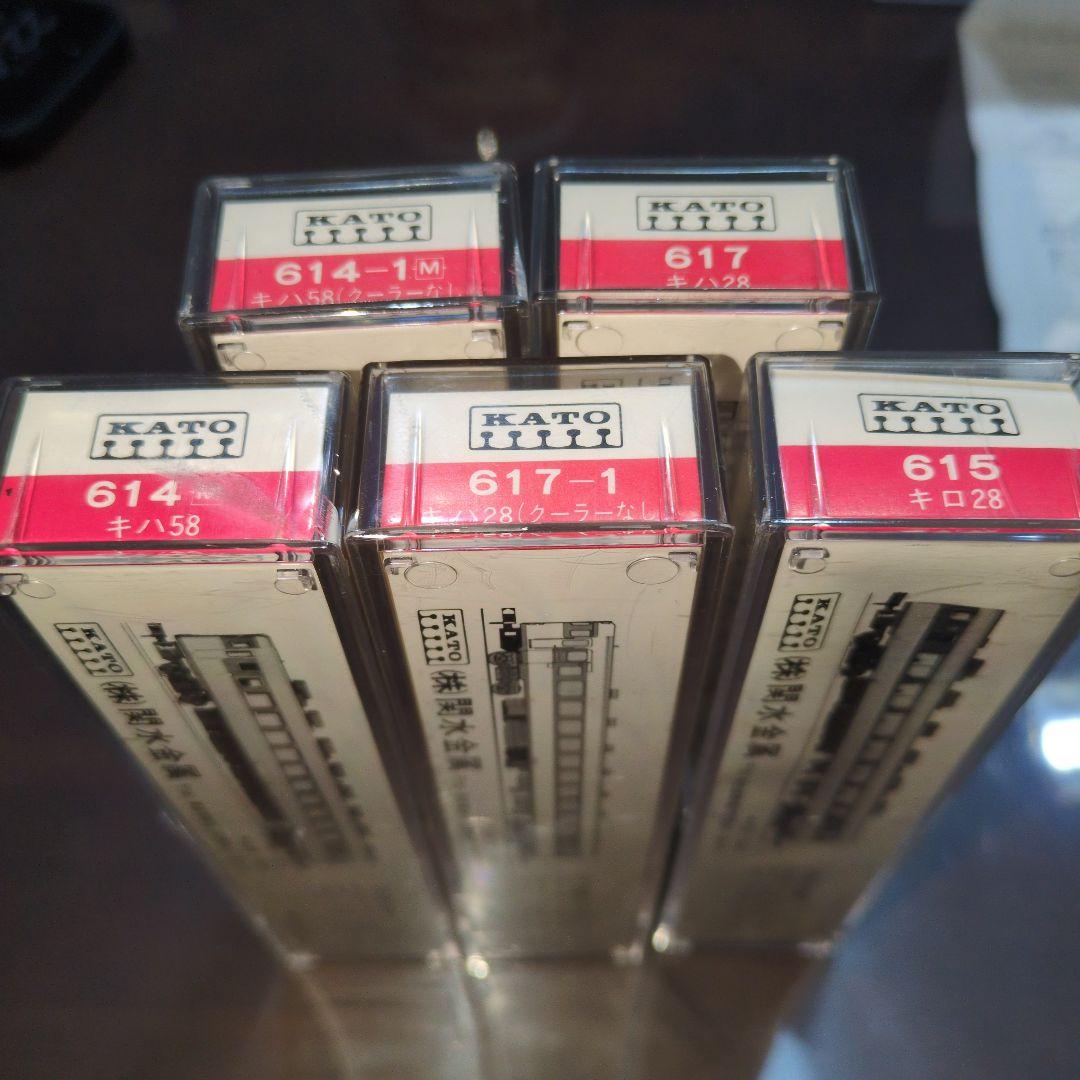 KATO
614-1 M
キハ58(クーラーなし
KATO
617
キハ28
KATO
614 M
キハ58
KATO
617-1
キハ28(クーラーなし
KATO
615
キロ28
KATO
(株)関水金属
KATO
(株)関水金属
KATO
(株)関水金属